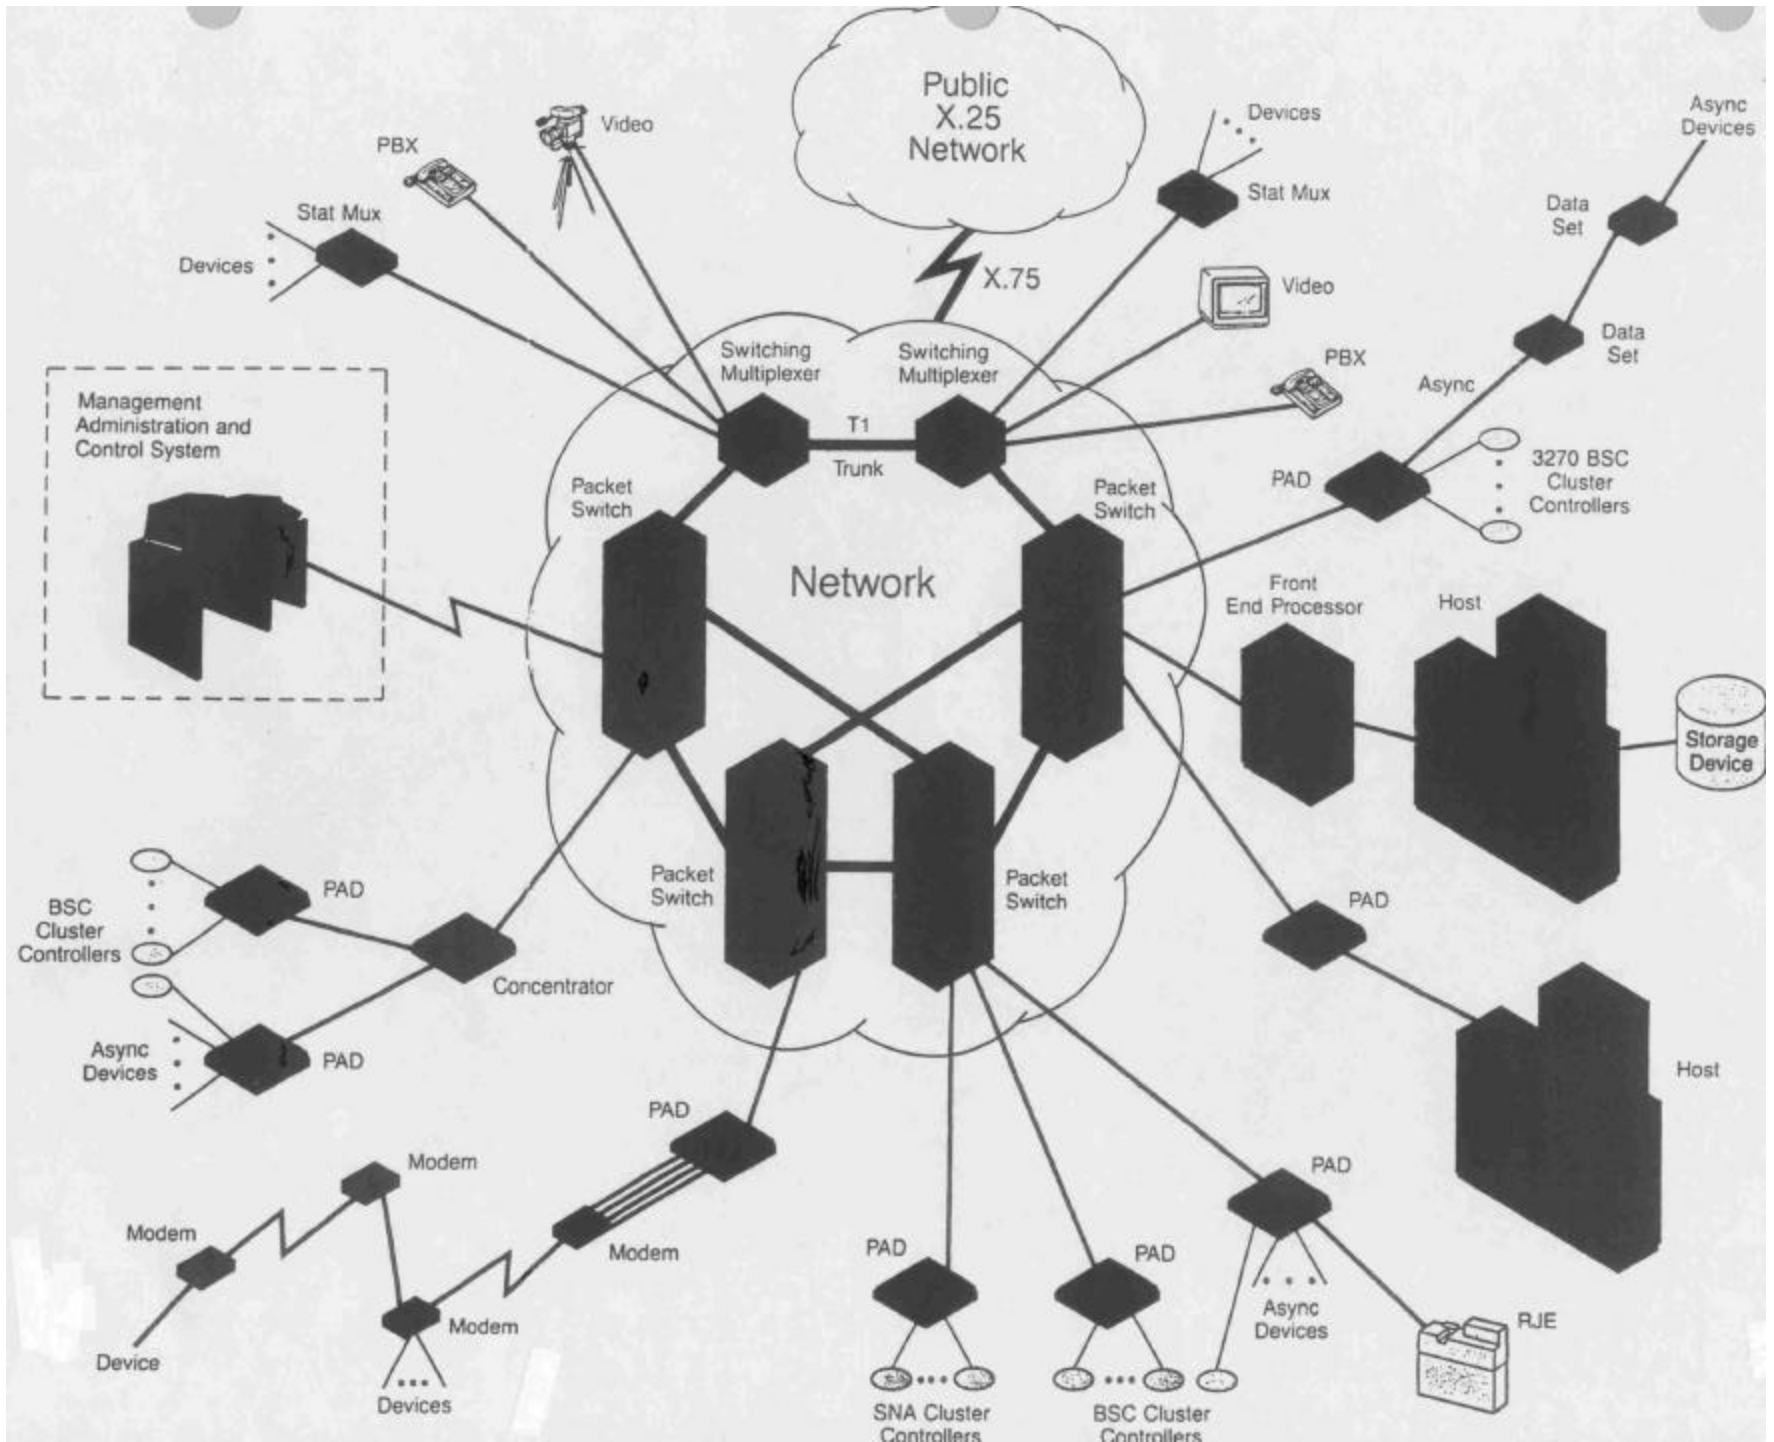 Public
X.25
Network
X.75
Video
PBX
Stat Mux
Devices
Devices
Stat Mux
Video
PBX
Async
Devices
Data
Set
Data
Set
Async
PAD
3270 BSC
Cluster
Controllers
Management
Administration and
Control System
Switching
Multiplexer
Switching
Multiplexer
T1
Trunk
Packet
Switch
Packet
Switch
Network
Front
End Processor
Host
Storage
Device
Packet
Switch
Packet
Switch
PAD
BSC
Cluster
Controllers
Concentrator
Async
Devices
PAD
PAD
Host
PAD
Modem
Modem
Modem
Modem
Device
Devices
PAD
PAD
PAD
Async
Devices
RJE
SNA Cluster
Controllers
BSC Cluster
Controllers